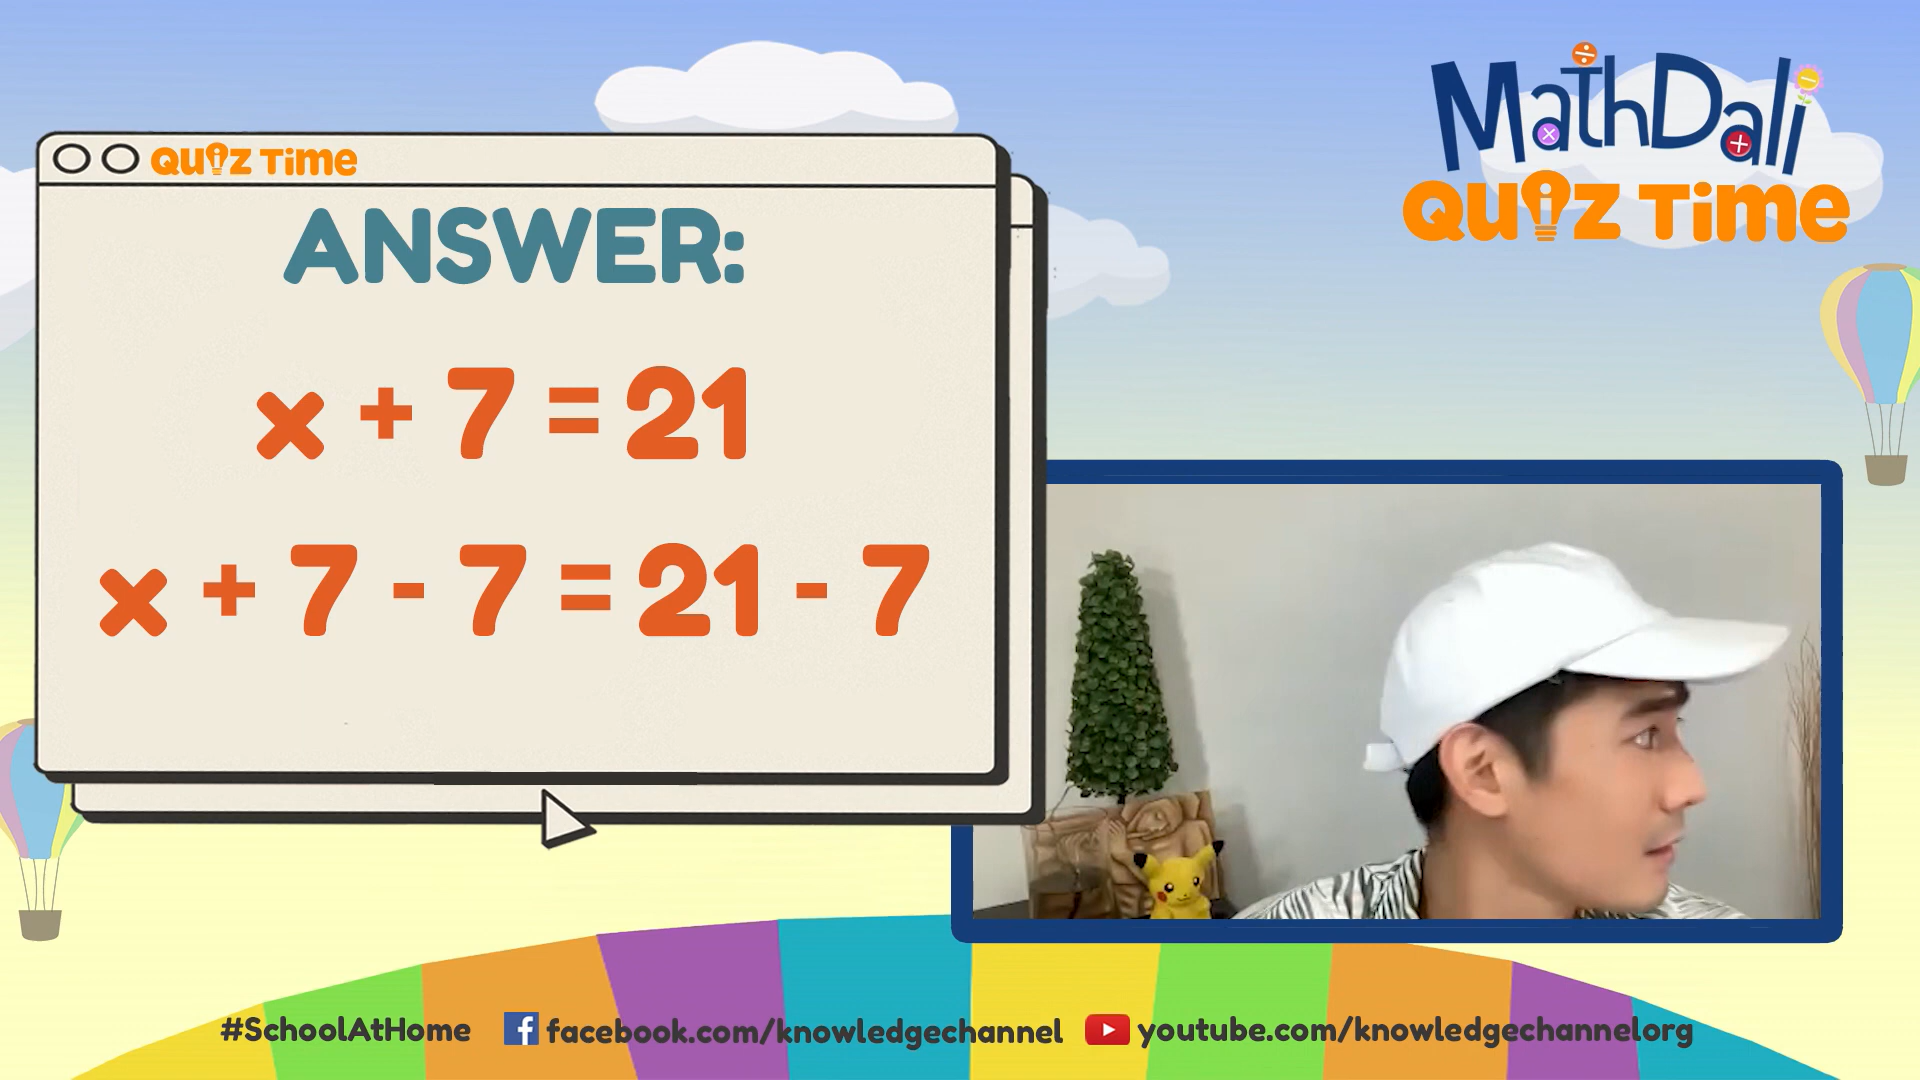 QUIZ Time
ANSWER:
x + 7 = 21
x + 7 - 7 = 21 - 7
MathDali
QUIZ Time
#SchoolAtHome
facebook.com/knowledgechannel
youtube.com/knowledgechannelorg